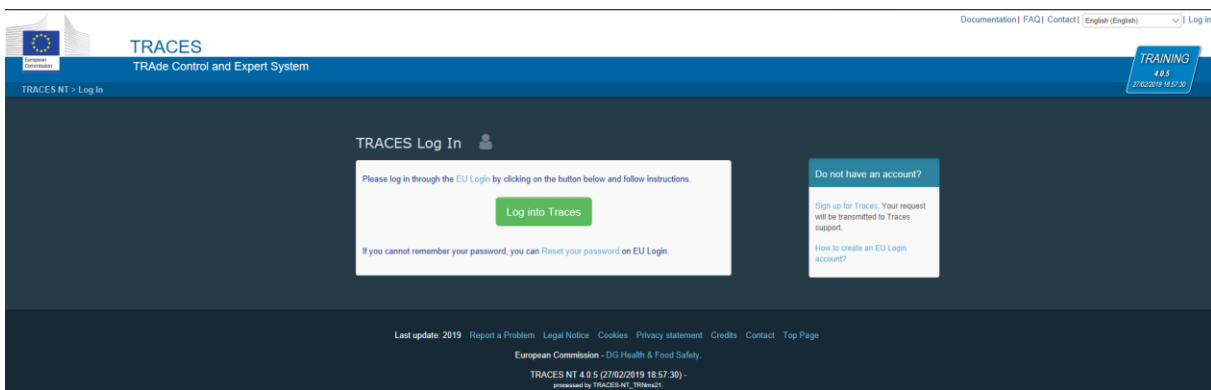 Documentation| FAQ| Contact| English (English) | Log in
European
Commission
TRACES
TRAde Control and Expert System
TRAINING
4.0.5
27/02/2019 18:57:30
TRACES NT > Log In
TRACES Log In
Please log in through the EU Login by clicking on the button below and follow instructions.
Log into Traces
If you cannot remember your password, you can Reset your password on EU Login.
Do not have an account?
Sign up for Traces. Your request
will be transmitted to Traces
support.
How to create an EU Login
account?
Last update: 2019 Report a Problem Legal Notice Cookies Privacy statement Credits Contact Top Page
European Commission - DG Health & Food Safety.
TRACES NT 4.0.5 (27/02/2019 18:57:30) -
processed by TRACES-NT_TRNms21.